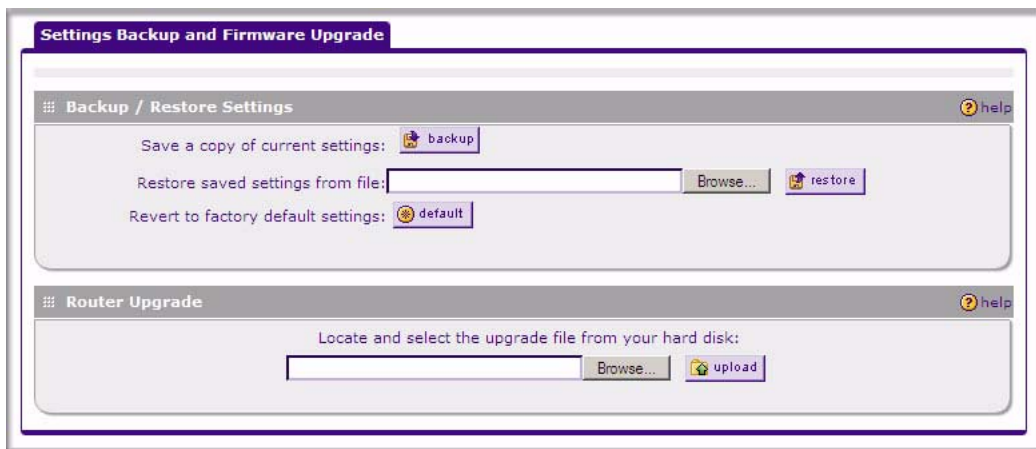 Settings Backup and Firmware Upgrade
Backup / Restore Settings help
Save a copy of current settings: backup
Restore saved settings from file: Browse... restore
Revert to factory default settings: default
Router Upgrade help
Locate and select the upgrade file from your hard disk:
Browse... upload